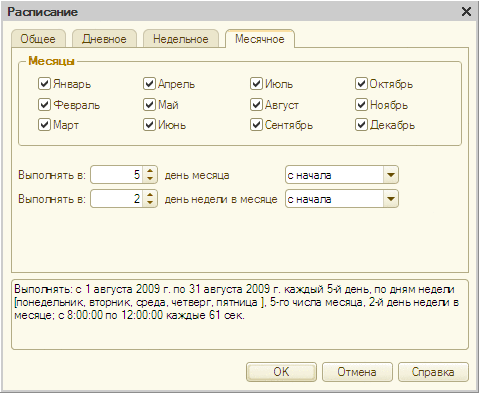 Расписание
Общее Дневное Недельное Месячное
Месяцы
Январь Апрель Июль Октябрь
Февраль Май Август Ноябрь
Март Июнь Сентябрь Декабрь
Выполнять в: 5 день месяца с начала
Выполнять в: 2 день недели в месяце с начала
Выполнять: с 1 августа 2009 г. по 31 августа 2009 г. каждый 5-й день, по дням недели
[понедельник, вторник, среда, четверг, пятница ], 5-го числа месяца, 2-й день недели в
месяце; с 8:00:00 по 12:00:00 каждые 61 сек.
OK Отмена Справка